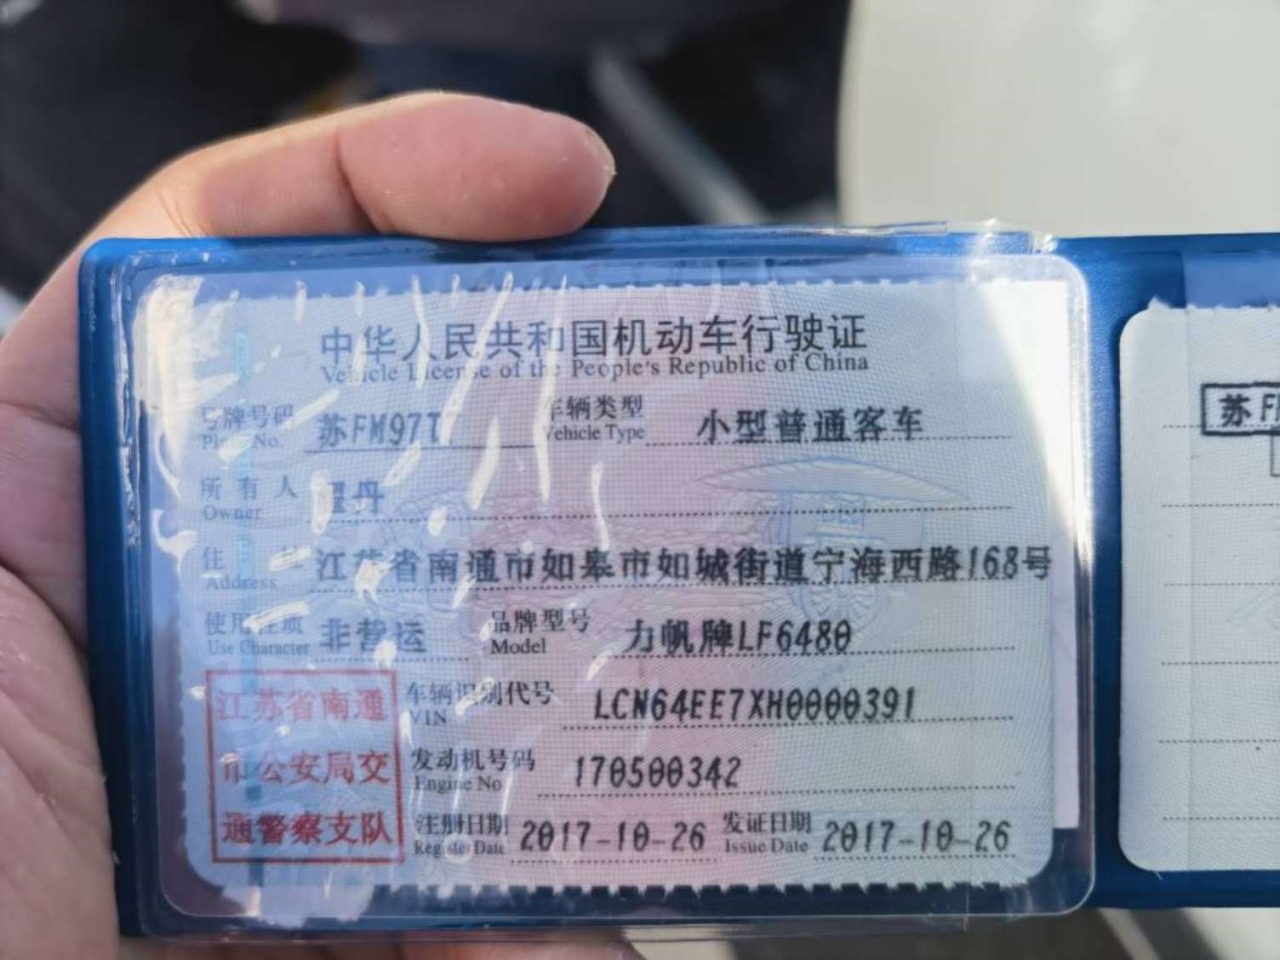 中华人民共和国机动车行驶证
Vehicle License of the People's Republic of China
号牌号码 苏FM97 车辆类型 小型普通客车
Plate No. Vehicle Type
所有人 丹
Owner
住址 江苏省南通市如皋市如城街道宁海西路168号
Address
使用性质 非营运 品牌型号 力帆牌LF6480
Use Character Model
车辆识别代号 LCN64EE7XH0000391
VIN
发动机号码 170500342
Engine No
注册日期 2017-10-26 发证日期 2017-10-26
Register Date Issue Date
江苏省南通
市公安局交
通警察支队
苏F